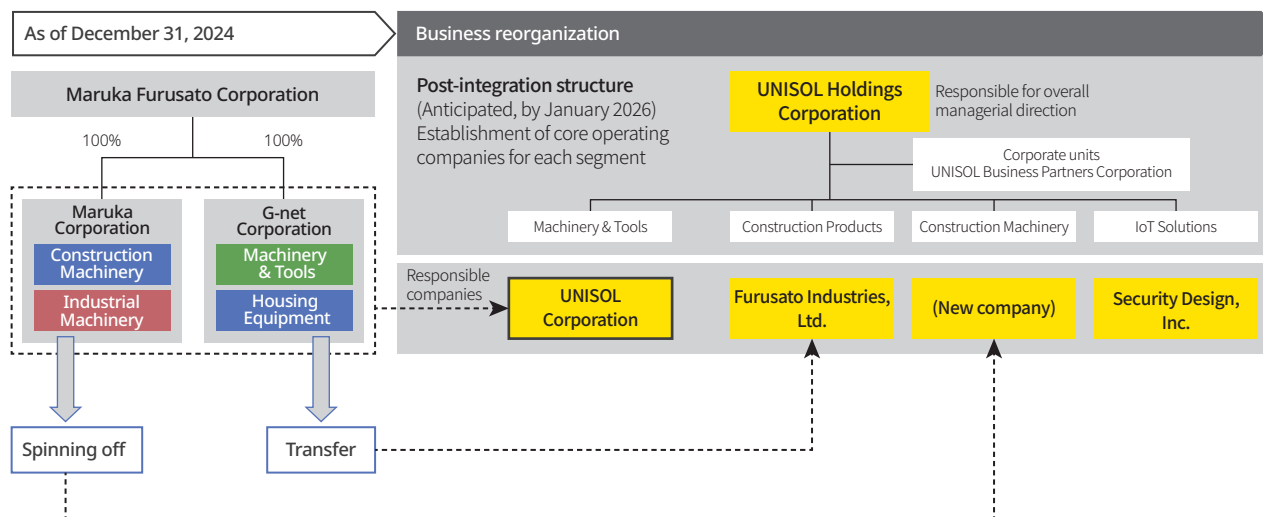 As of December 31, 2024
Business reorganization
Maruka Furusato Corporation
100%
100%
Maruka
Corporation
Construction
Machinery
Industrial
Machinery
G-net
Corporation
Machinery
& Tools
Housing
Equipment
Spinning off
Transfer
Post-integration structure
(Anticipated, by January 2026)
Establishment of core operating
companies for each segment
UNISOL Holdings
Corporation
Responsible for overall
managerial direction
Corporate units
UNISOL Business Partners Corporation
Machinery & Tools
Construction Products
Construction Machinery
IoT Solutions
Responsible
companies
UNISOL
Corporation
Furusato Industries,
Ltd.
(New company)
Security Design,
Inc.